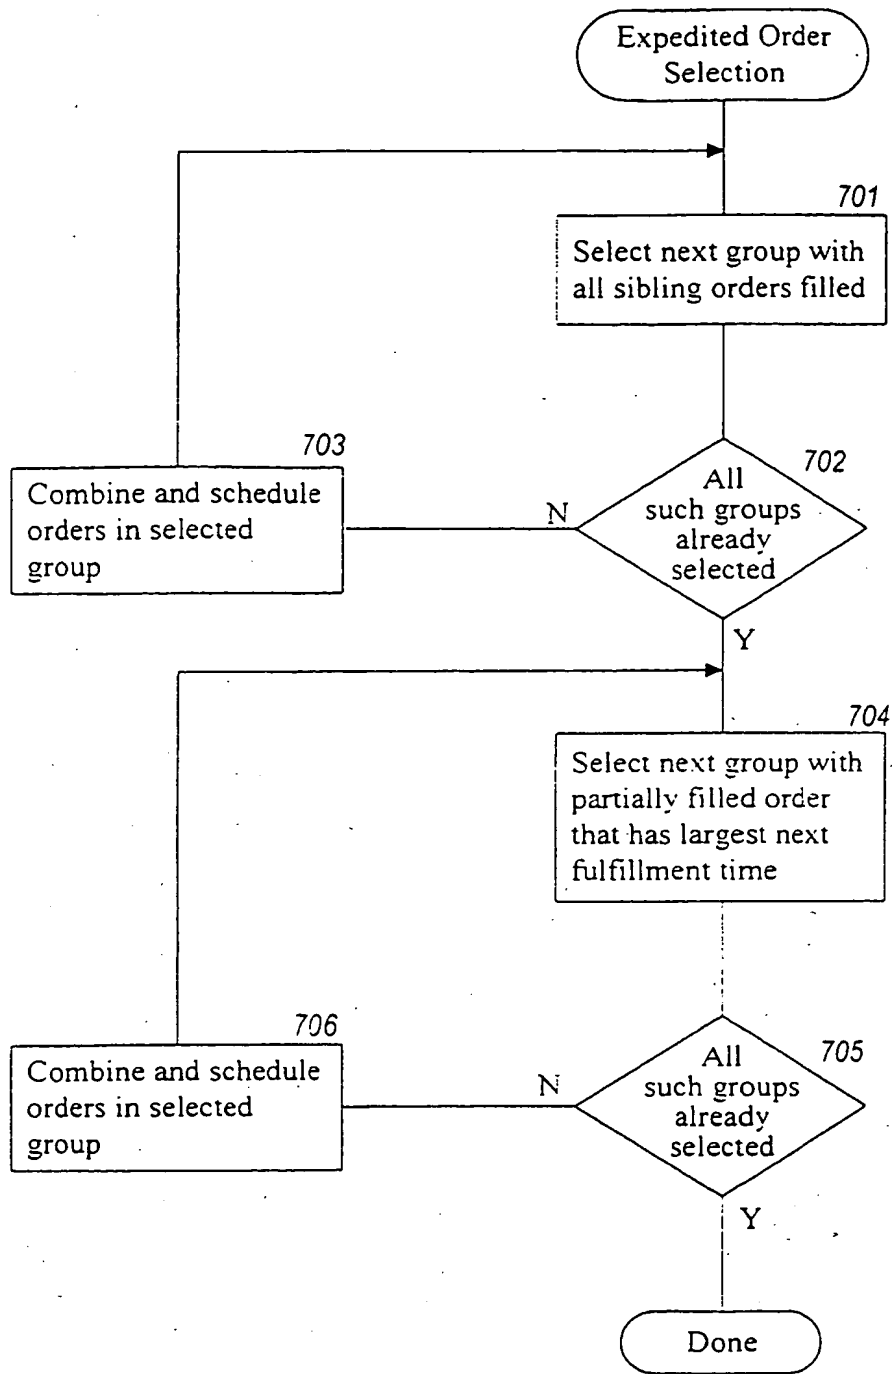 Expedited Order
Selection
701
Select next group with
all sibling orders filled
703
Combine and schedule
orders in selected
group
N
702
All
such groups
already
selected
Y
704
Select next group with
partially filled order
that has largest next
fulfillment time
706
Combine and schedule
orders in selected
group
N
705
All
such groups
already
selected
Y
Done